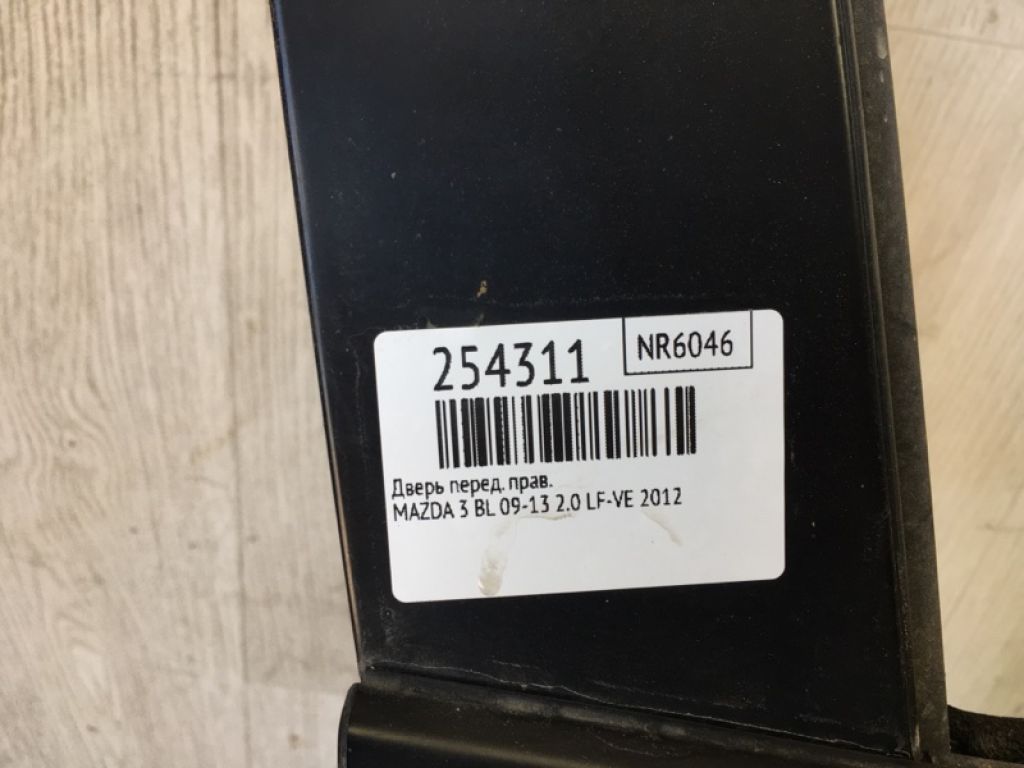 254311
NR6046
Дверь перед. прав.
MAZDA 3 BL 09-13 2.0 LF-VE 2012